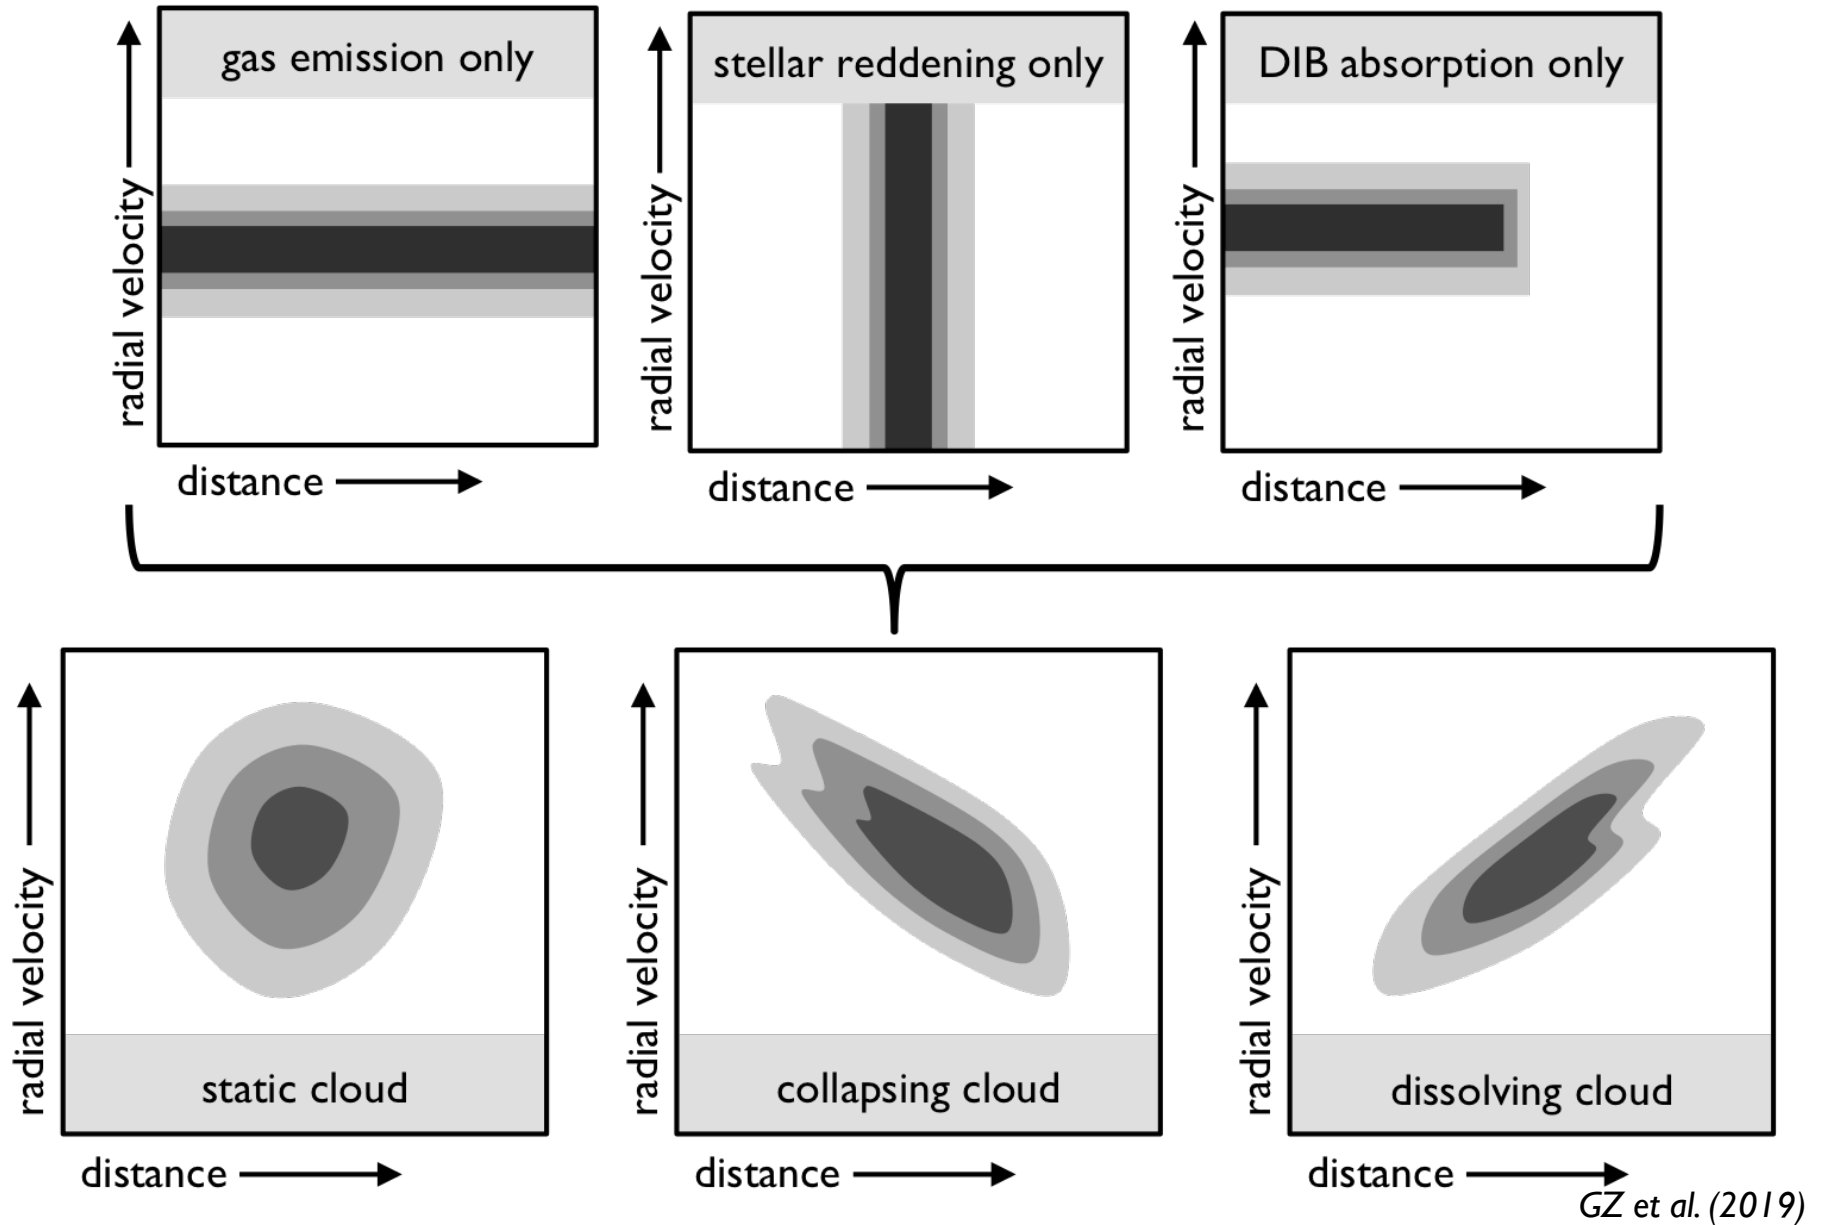 gas emission only
stellar reddening only
DIB absorption only
radial velocity
radial velocity
radial velocity
distance
distance
distance
radial velocity
radial velocity
radial velocity
static cloud
collapsing cloud
dissolving cloud
distance
distance
distance
GZ et al. (2019)